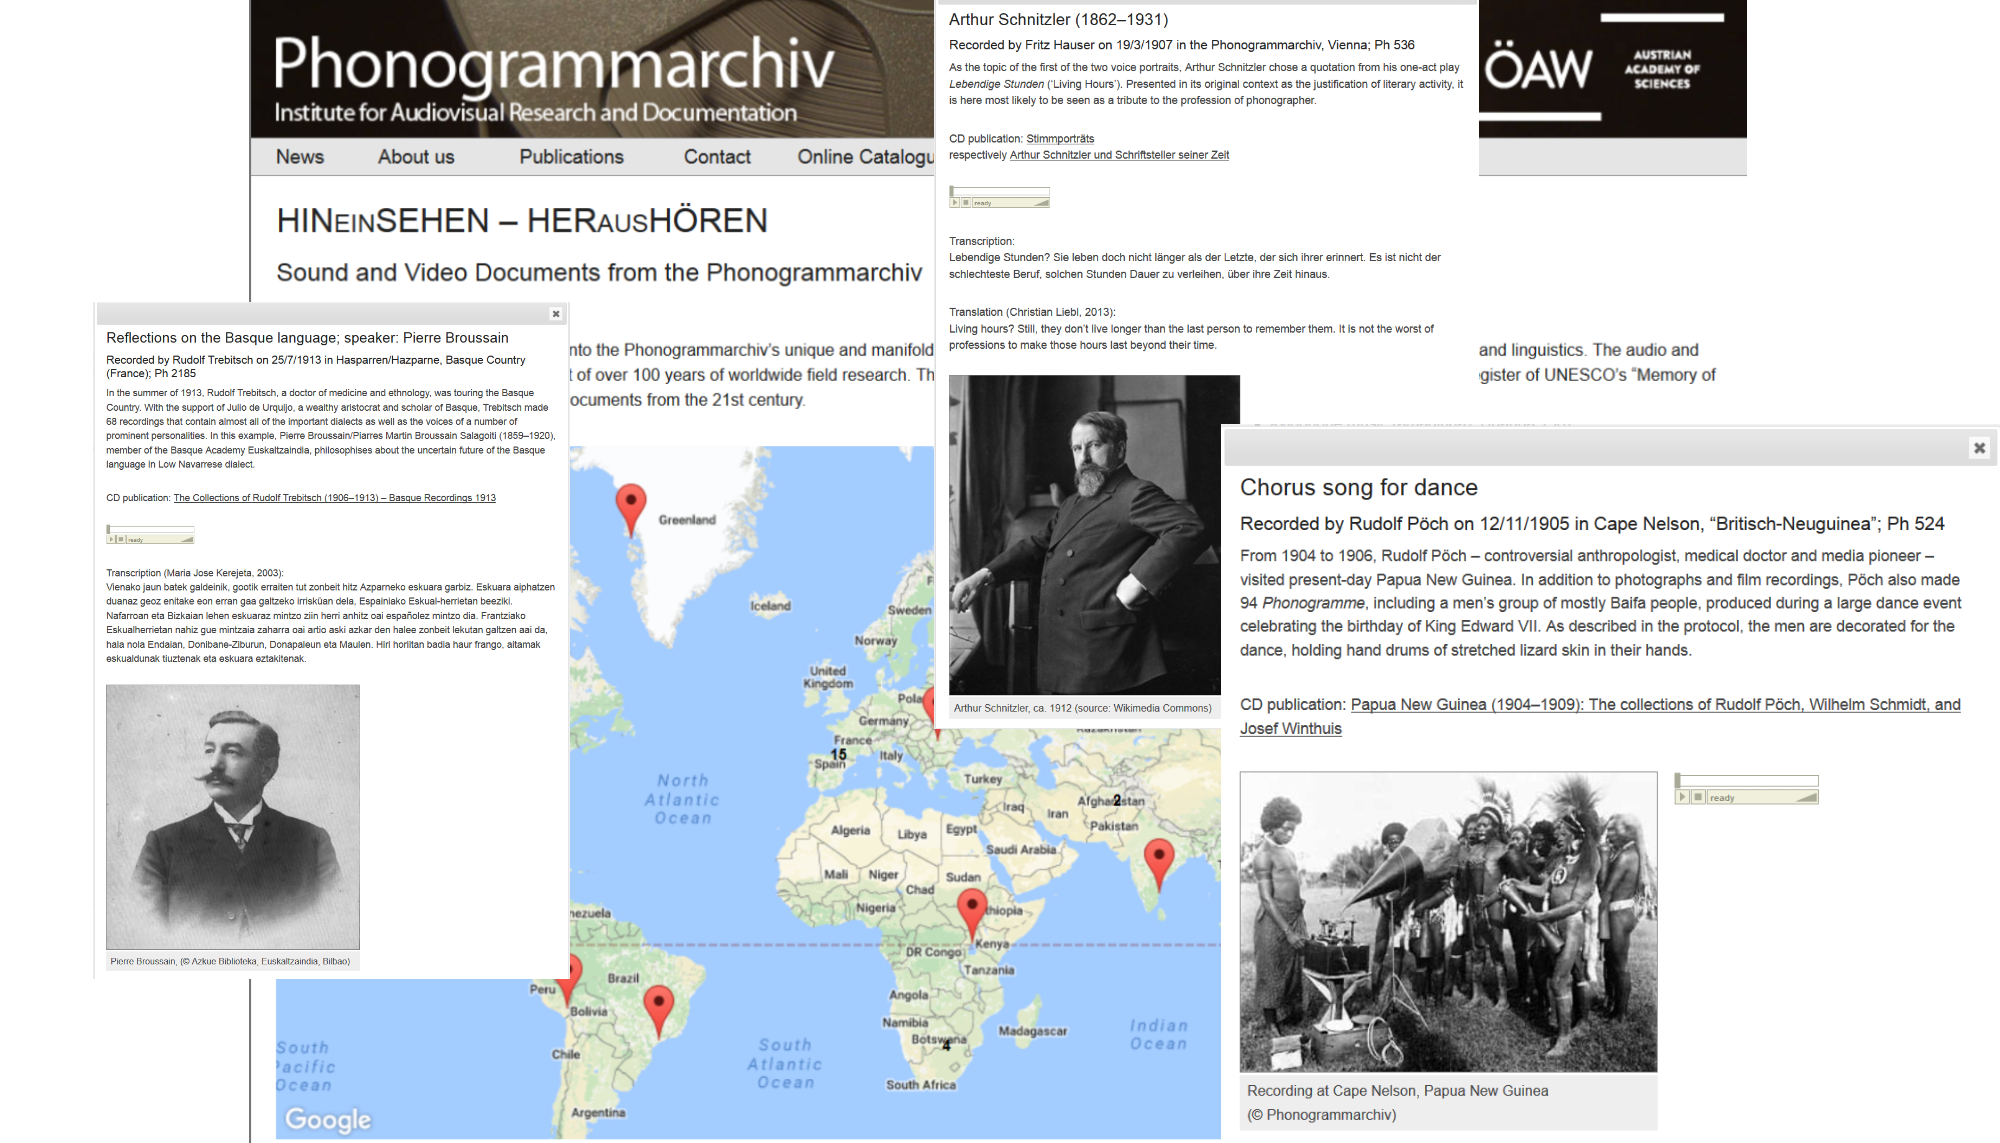 Phonogrammarchiv
Institute for Audiovisual Research and Documentation
ÖAW
AUSTRIAN
ACADEMY OF
SCIENCES
News
About us
Publications
Contact
Online Catalogu
HINEINSEHEN – HERAUSHÖREN
Sound and Video Documents from the Phonogrammarchiv
nto the Phonogrammarchiv's unique and manifold
and linguistics. The audio and
t of over 100 years of worldwide field research. Th
gister of UNESCO's “Memory of
ocuments from the 21st century.
Arthur Schnitzler (1862–1931)
Recorded by Fritz Hauser on 19/3/1907 in the Phonogrammarchiv, Vienna; Ph 536
As the topic of the first of the two voice portraits, Arthur Schnitzler chose a quotation from his one-act play
Lebendige Stunden (‘Living Hours’). Presented in its original context as the justification of literary activity, it
is here most likely to be seen as a tribute to the profession of phonographer.
CD publication: Stimmporträts
respectively Arthur Schnitzler und Schriftsteller seiner Zeit
ready
Transcription:
Lebendige Stunden? Sie leben doch nicht länger als der Letzte, der sich ihrer erinnert. Es ist nicht der
schlechteste Beruf, solchen Stunden Dauer zu verleihen, über ihre Zeit hinaus.
Translation (Christian Liebl, 2013):
Living hours? Still, they don't live longer than the last person to remember them. It is not the worst of
professions to make those hours last beyond their time.
Arthur Schnitzler, ca. 1912 (source: Wikimedia Commons)
Reflections on the Basque language; speaker: Pierre Broussain
Recorded by Rudolf Trebitsch on 25/7/1913 in Hasparren/Hazparne, Basque Country
(France); Ph 2185
In the summer of 1913, Rudolf Trebitsch, a doctor of medicine and ethnology, was touring the Basque
Country. With the support of Julio de Urquijo, a wealthy aristocrat and scholar of Basque, Trebitsch made
68 recordings that contain almost all of the important dialects as well as the voices of a number of
prominent personalities. In this example, Pierre Broussain/Piarres Martin Broussain Salagoiti (1859–1920),
member of the Basque Academy Euskaltzaindia, philosophises about the uncertain future of the Basque
language in Low Navarrese dialect.
CD publication: The Collections of Rudolf Trebitsch (1906–1913) – Basque Recordings 1913
ready
Transcription (Maria Jose Kerejeta, 2003):
Vienako jaun batek galdeinik, gootik erraiten tut zonbeit hitz Azparneko eskuara garbiz. Eskuara aiphatzen
duanaz geoz enitake eon erran gaa galtzeko irrisküan dela, Espainiako Eskual-herrietan beeziki.
Nafarroan eta Bizkaian lehen eskuaraz mintzo ziin herri anhitz oai españolez mintzo dia. Frantziako
Eskualherrietan nahiz gue mintzaia zaharra oai artio aski azkar den halee zonbeit lekutan galtzen aai da,
hala nola Endaian, Donibane-Ziburun, Donapaleun eta Maulen. Hiri horiitan badia haur frango, aitamak
eskualdunak tiuztenak eta eskuara eztakitenak.
Pierre Broussain, (© Azkue Biblioteka, Euskaltzaindia, Bilbao)
Chorus song for dance
Recorded by Rudolf Pöch on 12/11/1905 in Cape Nelson, “Britisch-Neuguinea”; Ph 524
From 1904 to 1906, Rudolf Pöch – controversial anthropologist, medical doctor and media pioneer –
visited present-day Papua New Guinea. In addition to photographs and film recordings, Pöch also made
94 Phonogramme, including a men's group of mostly Baifa people, produced during a large dance event
celebrating the birthday of King Edward VII. As described in the protocol, the men are decorated for the
dance, holding hand drums of stretched lizard skin in their hands.
CD publication: Papua New Guinea (1904–1909): The collections of Rudolf Pöch, Wilhelm Schmidt, and
Josef Winthuis
ready
Recording at Cape Nelson, Papua New Guinea
(© Phonogrammarchiv)
Greenland
Iceland
Sweden
Norway
United
Kingdom
Pola
Germany
France
15
Spain
Italy
Kazakhstan
Turkey
Afghanistan
2
Iraq
Iran
Pakistan
North
Atlantic
Ocean
Algeria
Libya
Egypt
Saudi Arabia
Mali
Niger
Sudan
Chad
Nigeria
thiopia
nezuela
DR Congo
Kenya
Tanzania
Peru
Brazil
Bolivia
Angola
Namibia
Botswana
4
Madagascar
Indian
Ocean
Chile
South
Atlantic
Ocean
South
Pacific
Ocean
South Africa
Argentina
Google